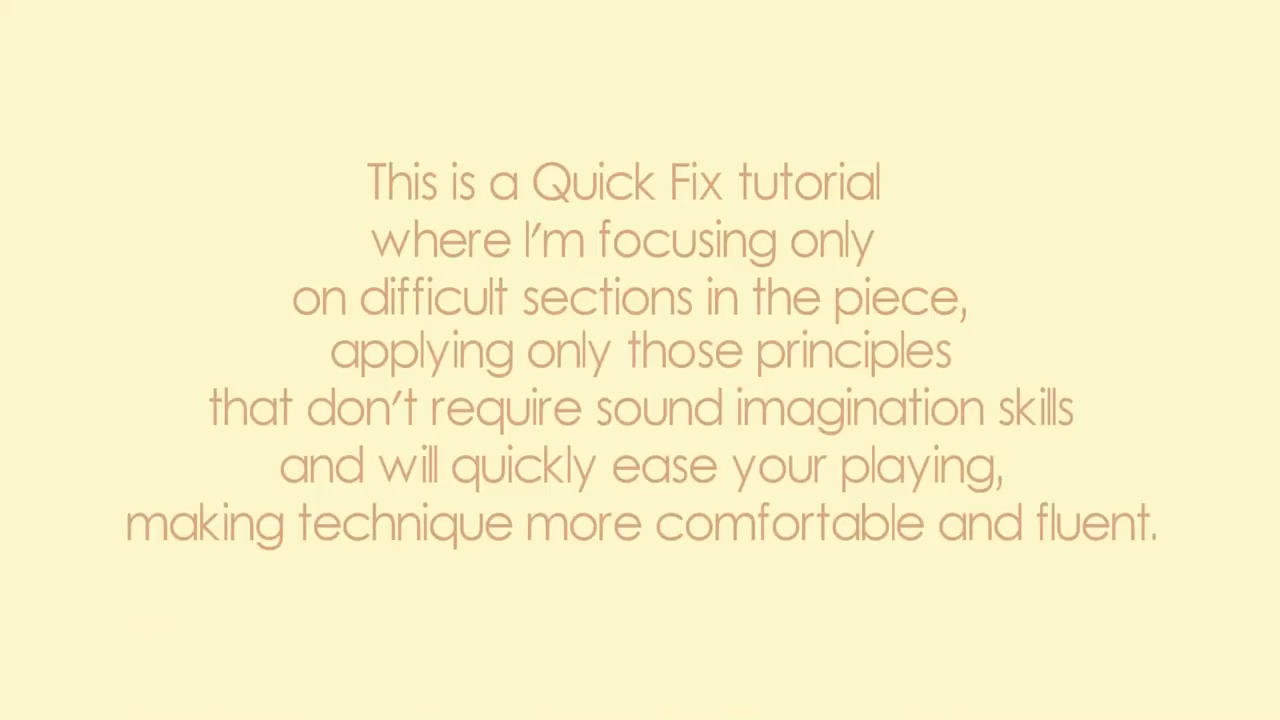 This is a Quick Fix tutorial
where I'm focusing only
on difficult sections in the piece,
applying only those principles
that don't require sound imagination skills
and will quickly ease your playing,
making technique more comfortable and fluent.